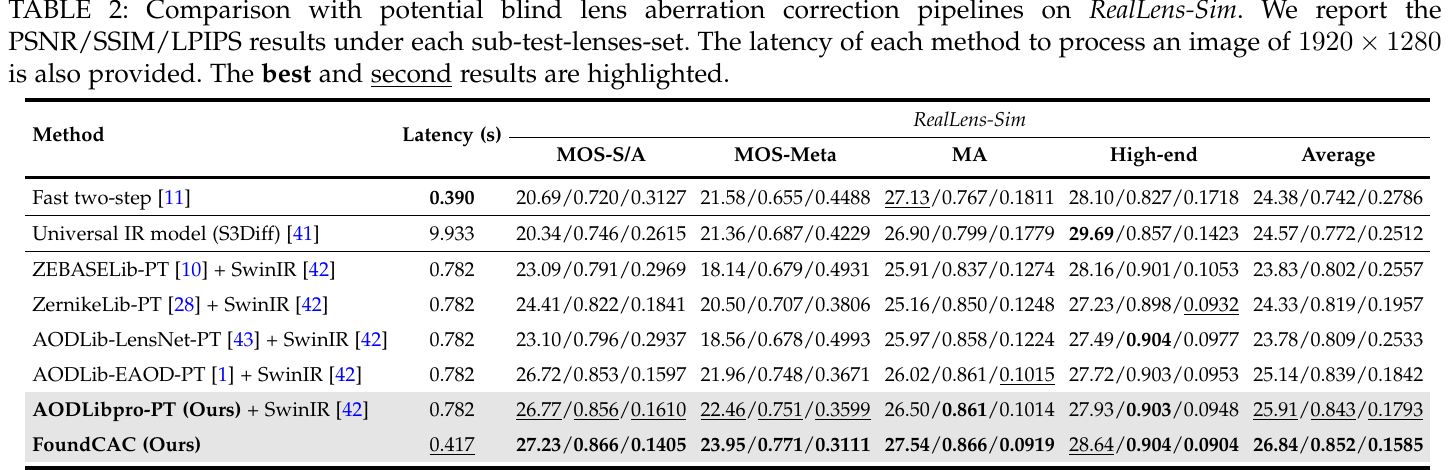 TABLE 2: Comparison with potential blind lens aberration correction pipelines on RealLens-Sim. We report the
PSNR/SSIM/LPIPS results under each sub-test-lenses-set. The latency of each method to process an image of 1920 × 1280
is also provided. The best and second results are highlighted.
Method Latency (s) RealLens-Sim
MOS-S/A MOS-Meta MA High-end Average
Fast two-step [11] 0.390 20.69/0.720/0.3127 21.58/0.655/0.4488 27.13/0.767/0.1811 28.10/0.827/0.1718 24.38/0.742/0.2786
Universal IR model (S3Diff) [41] 9.933 20.34/0.746/0.2615 21.36/0.687/0.4229 26.90/0.799/0.1779 29.69/0.857/0.1423 24.57/0.772/0.2512
ZEBASELib-PT [10] + SwinIR [42] 0.782 23.09/0.791/0.2969 18.14/0.679/0.4931 25.91/0.837/0.1274 28.16/0.901/0.1053 23.83/0.802/0.2557
ZernikeLib-PT [28] + SwinIR [42] 0.782 24.41/0.822/0.1841 20.50/0.707/0.3806 25.16/0.850/0.1248 27.23/0.898/0.0932 24.33/0.819/0.1957
AODLib-LensNet-PT [43] + SwinIR [42] 0.782 23.10/0.796/0.2937 18.56/0.678/0.4993 25.97/0.858/0.1224 27.49/0.904/0.0977 23.78/0.809/0.2533
AODLib-EAOD-PT [1] + SwinIR [42] 0.782 26.72/0.853/0.1597 21.96/0.748/0.3671 26.02/0.861/0.1015 27.72/0.903/0.0953 25.14/0.839/0.1842
AODLibpro-PT (Ours) + SwinIR [42] 0.782 26.77/0.856/0.1610 22.46/0.751/0.3599 26.50/0.861/0.1014 27.93/0.903/0.0948 25.91/0.843/0.1793
FoundCAC (Ours) 0.417 27.23/0.866/0.1405 23.95/0.771/0.3111 27.54/0.866/0.0919 28.64/0.904/0.0904 26.84/0.852/0.1585